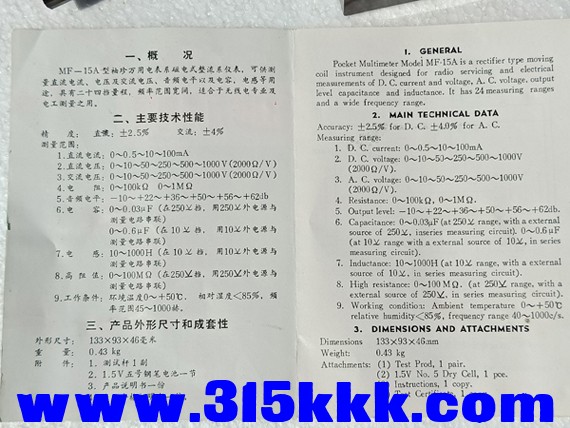 一、概 况
MF—15A型袖珍万用电表系磁电式整流系仪表，可供测
量直流电流、电压及交流电压、音频电平以及电容，电感等用
途，具有二十四档量程，频率范围宽阔，适合于无线电专业及
电工测量之用。
二、主要技术性能
精 度： 直流：±2.5% 交流：±4%
测量范围：
1.直流电流：0～0.5～10～100mA
2.直流电压：0～10～50～250～500～1000V(2000Ω/V)
3.交流电压：0～10～50～250～500～1000V(2000Ω/V)
4.电 阻：0～100kΩ 0～1MΩ
5.音频电平：－10～+22～+36～+50～+56～+62db
6.电 容：0～0.03μF(在250V档，用250V外电源与
测量电路串联)
0～0.6μF (在10V档，用10V外电源与
测量电路串联)
7.电 感：10～1000H (在10V档，用10V外电源与
测量电路串联)
8.高 阻 值：0～100MΩ (在250V档，用250V外电源与
测量电路串联)
9.工作条件：环境温度0～+50℃，相对湿度<85%，频
率范围45～1000赫。
三、产品外形尺寸和成套性
外形尺寸： 133×93×46毫米
重 量： 0.43 kg
附 件： 1. 测试杆1副
2. 1.5V五号钢笔电池一节
3. 产品说明书一份
1. GENERAL
Pocket Multimeter Model MF-15A is a rectifier type moving
coil instrument designed for radio servicing and electrical
measurements of D. C. current and voltage, A. C. voltage, output
level capacitance and inductance. It has 24 measuring ranges
and a wide frequency range.
2. MAIN TECHNICAL DATA
Accuracy: ±2.5% for D. C. ±4.0% for A. C.
Measuring range:
1. D. C. current: 0～0.5～10～100mA
2. D. C. voltage: 0～10～50～250～500～1000V
(2000Ω/V).
3. A. C. voltage: 0～10～50～250～500～1000V
(2000Ω/V).
4. Resistance: 0～100kΩ, 0～1MΩ.
5. Output level: －10～+22～+36～+50～+56～+62db.
6. Capacitance: 0～0.03μF (at 250V range, with a external
source of 250V, inseries measuring circuit). 0～0.6μF
(at 10V range with a external source of 10V, in series
measuring circuit).
7. Inductance: 10～1000H (at 10V range, with a external
source of 10V in series measuring circuit).
8. High resistance: 0～100MΩ. (at 250V range, with a
external source of 250V, in series measuring circuit).
9. Working condition: Ambient temperature 0～+50℃
relative humidity<85%, frequency range 40～1000c/s.
3. DIMENSIONS AND ATTACHMENTS
Dimensions 133×93×46mm
Weight: 0.43 kg
Attachments: (1) Test Prod, 1 pair.
(2) 1.5V No. 5 Dry Cell, 1 pce.
Instructions, 1 copy.
Test Certificate, 1
www.315kkk.com